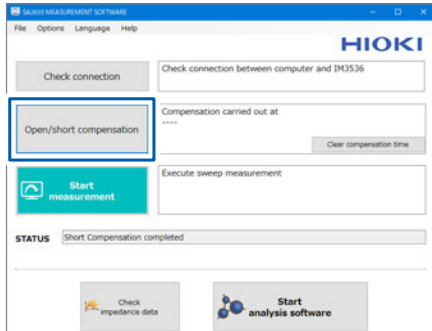 SA2633 MEASUREMENT SOFTWARE
File Options Language Help
HIOKI
Check connection
Check connection between computer and IM3536
Open/short compensation
Compensation carried out at
----
Clear compensation time
Start
measurement
Execute sweep measurement
STATUS Short Compensation completed
Check
impedance data
Start
analysis software